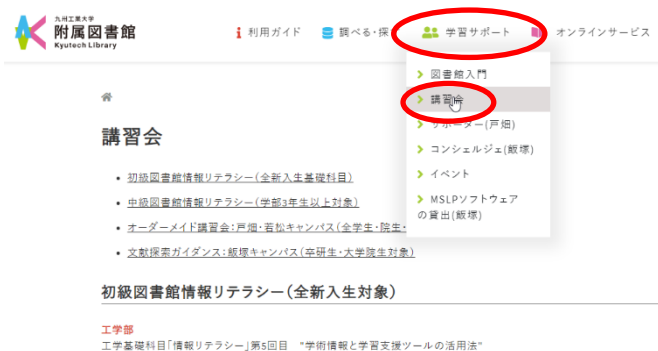 九州工業大学
附属図書館
Kyutech Library
利用ガイド
調べる・探
学習サポート
オンラインサービス
図書館入門
講習会
サポーター(戸畑)
コンシェルジェ(飯塚)
イベント
MSLPソフトウェア
の貸出(飯塚)
講習会
初級図書館情報リテラシー(全新入生基礎科目)
中級図書館情報リテラシー(学部3年生以上対象)
オーダーメイド講習会:戸畑・若松キャンパス(全学生・院生・
文献探索ガイダンス:飯塚キャンパス(卒研生・大学院生対象)
初級図書館情報リテラシー(全新入生対象)
工学部
工学基礎科目「情報リテラシー」第5回目 "学術情報と学習支援ツールの活用法"